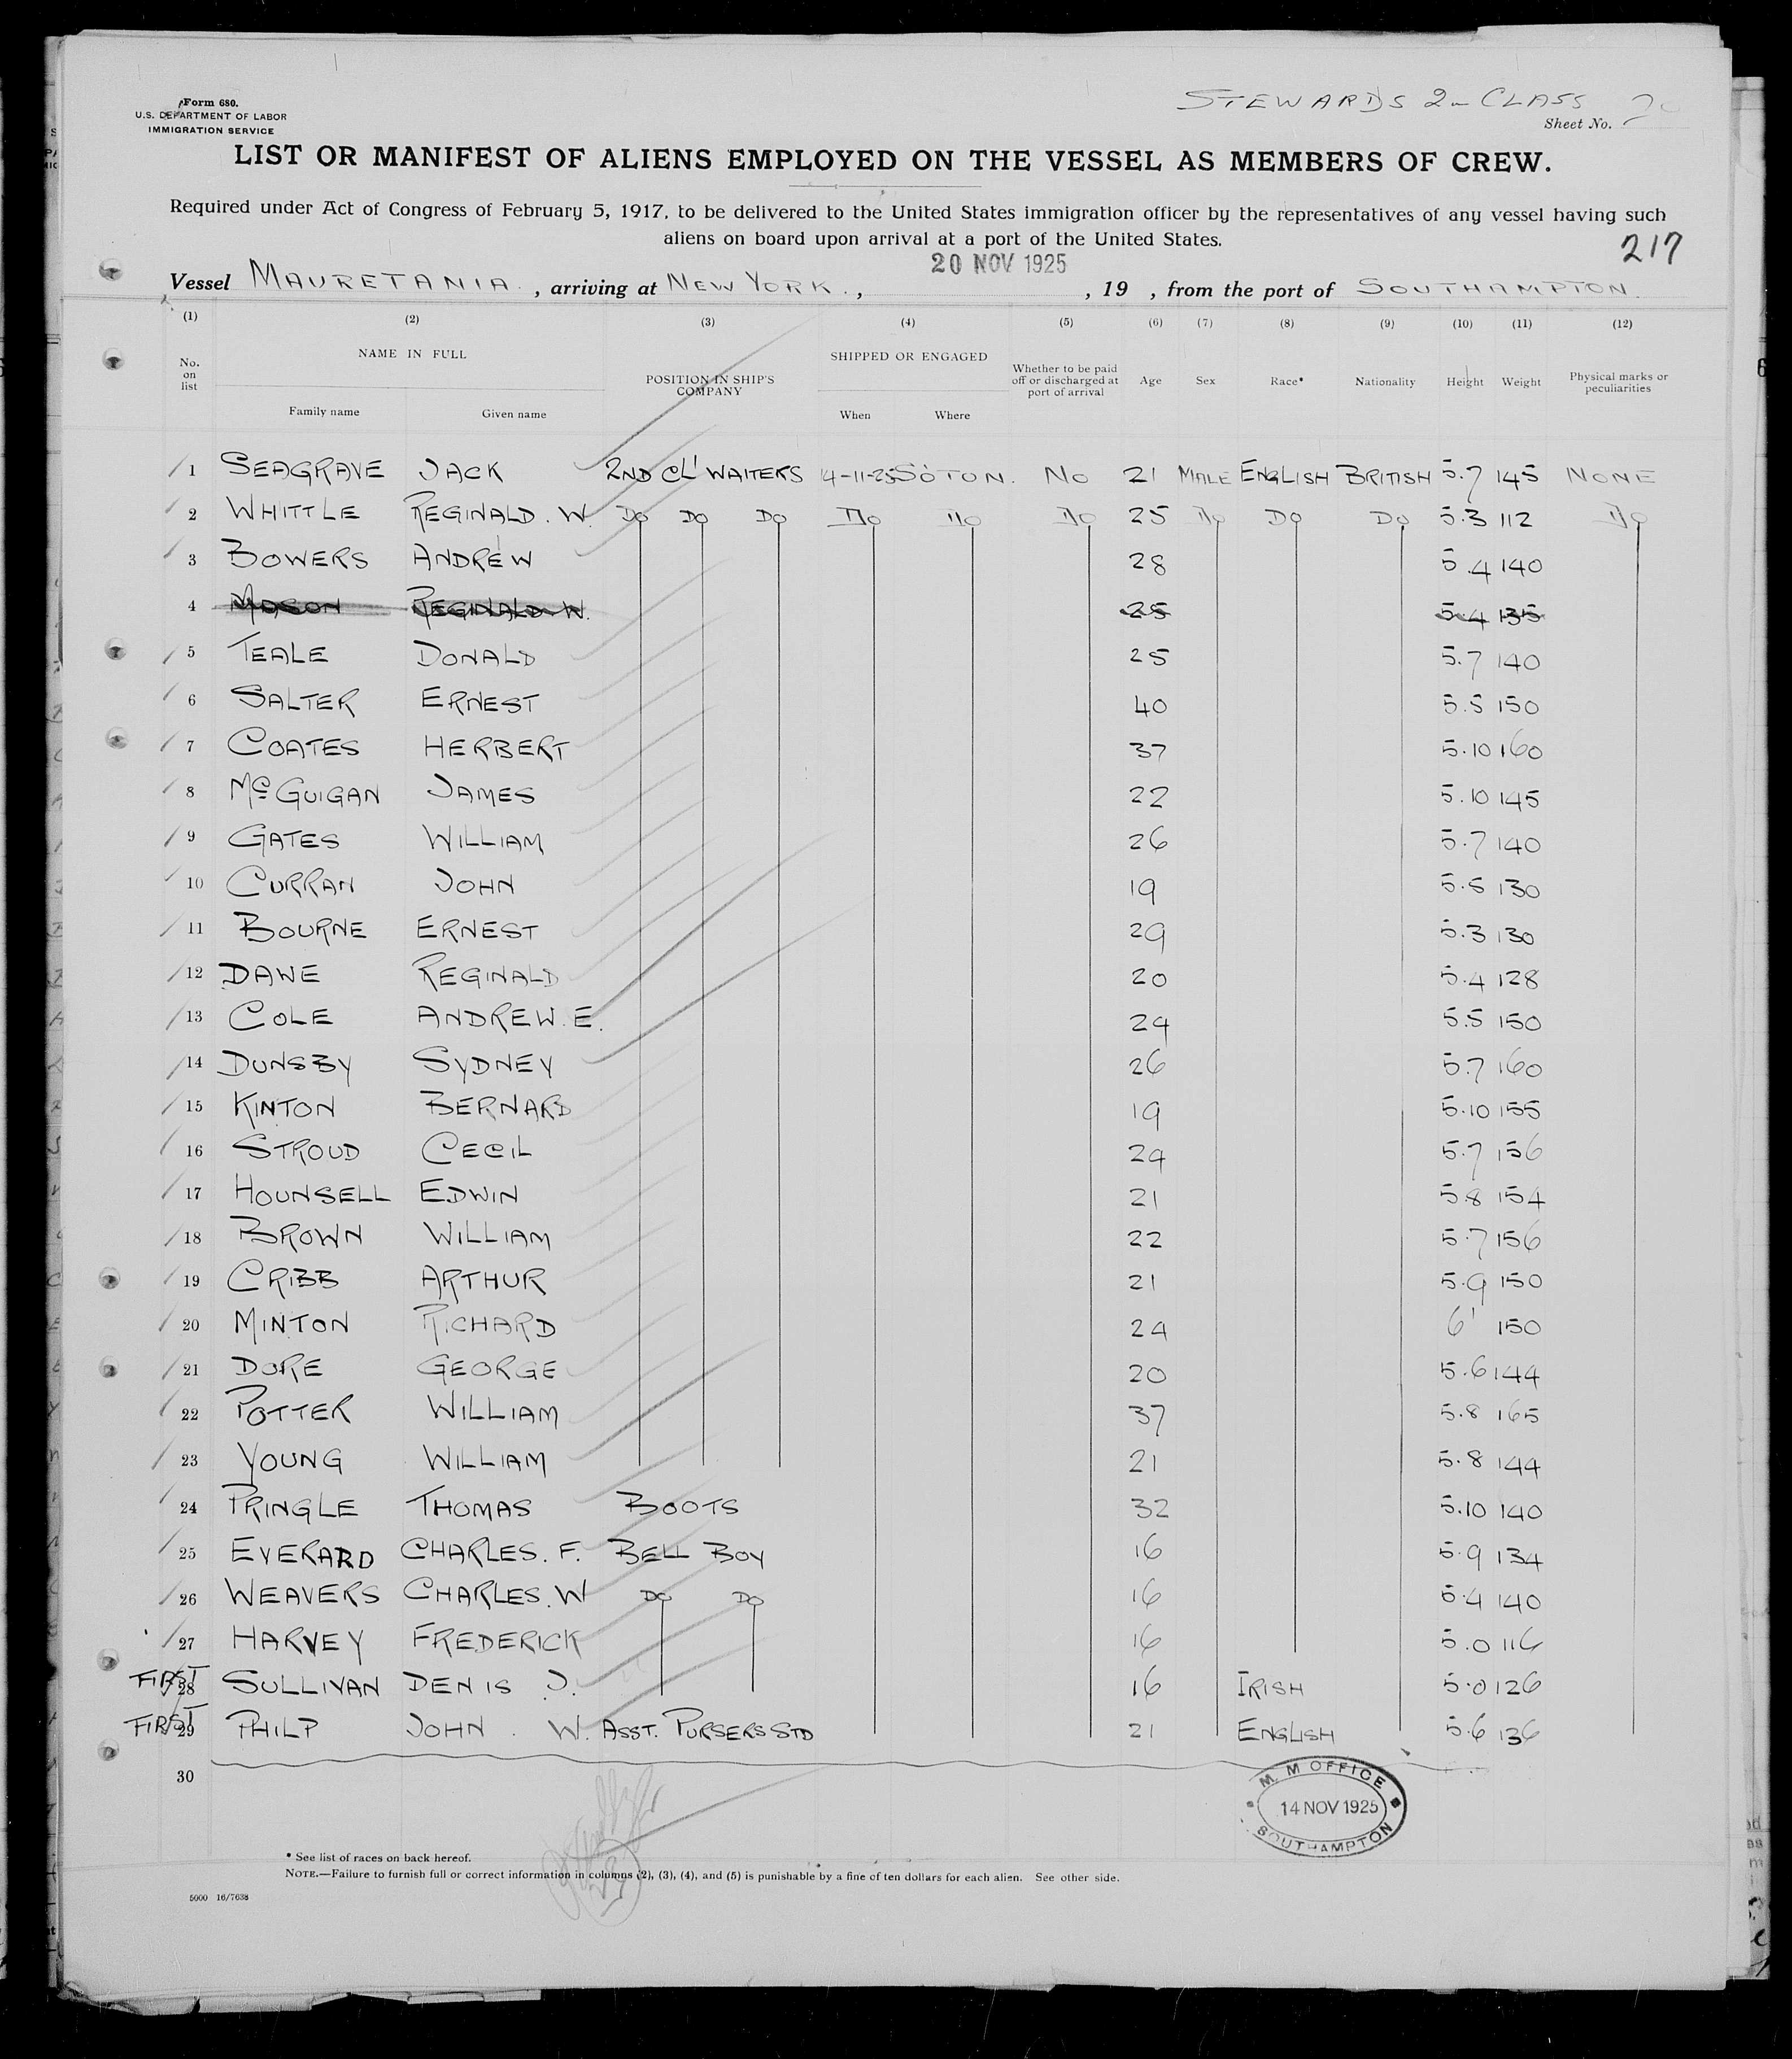 Form 680.
U.S. DEPARTMENT OF LABOR
IMMIGRATION SERVICE
STEWARDS 2ND CLASS
Sheet No.
LIST OR MANIFEST OF ALIENS EMPLOYED ON THE VESSEL AS MEMBERS OF CREW.
Required under Act of Congress of February 5, 1917, to be delivered to the United States immigration officer by the representatives of any vessel having such
aliens on board upon arrival at a port of the United States.
217
20 NOV 1925
Vessel MAURETANIA, arriving at NEW YORK, , 19 , from the port of SOUTHAMPTON
(1) (2) (3) (4) (5) (6) (7) (8) (9) (10) (11) (12)
No. on list NAME IN FULL Family name Given name POSITION IN SHIP'S COMPANY SHIPPED OR ENGAGED When Where Whether to be paid off or discharged at port of arrival Age Sex Race* Nationality Height Weight Physical marks or peculiarities
1 SEAGRAVE JACK 2ND CL WAITERS 14-11-25 SOTON. NO 21 MALE ENGLISH BRITISH 5.7 145 NONE
2 WHITTLE REGINALD. W. DO DO DO DO DO DO 25 DO DO DO 5.3 112 DO
3 BOWERS ANDREW 28 5.4 140
4 MASON REGINALD W. 25 5.4 135
5 TEALE DONALD 25 5.7 140
6 SALTER ERNEST 40 5.5 150
7 COATES HERBERT 37 5.10 160
8 McGUIGAN JAMES 22 5.10 145
9 GATES WILLIAM 26 5.7 140
10 CURRAN JOHN 19 5.5 130
11 BOURNE ERNEST 29 5.3 130
12 DAWE REGINALD 20 5.4 128
13 COLE ANDREW. E. 24 5.5 150
14 DUNSBY SYDNEY 26 5.7 160
15 KINTON BERNARD 19 5.10 155
16 STROUD CECIL 24 5.7 156
17 HOUNSELL EDWIN 21 5.8 154
18 BROWN WILLIAM 22 5.7 156
19 CRIBB ARTHUR 21 5.9 150
20 MINTON RICHARD 24 6' 150
21 DORE GEORGE 20 5.6 144
22 POTTER WILLIAM 37 5.8 165
23 YOUNG WILLIAM 21 5.8 144
24 PRINGLE THOMAS BOOTS 32 5.10 140
25 EVERARD CHARLES. F. BELL BOY 16 5.9 134
26 WEAVERS CHARLES. W DO DO 16 5.4 140
27 HARVEY FREDERICK 16 5.0 116
FIRST 28 SULLIVAN DENIS J. 16 IRISH 5.0 126
FIRST 29 PHILP JOHN. W. ASST. PURSERS STD 21 ENGLISH 5.6 136
30
M. M OFFICE
14 NOV 1925
SOUTHAMPTON
* See list of races on back hereof.
NOTE.—Failure to furnish full or correct information in columns (2), (3), (4), and (5) is punishable by a fine of ten dollars for each alien. See other side.
5000 16/7638